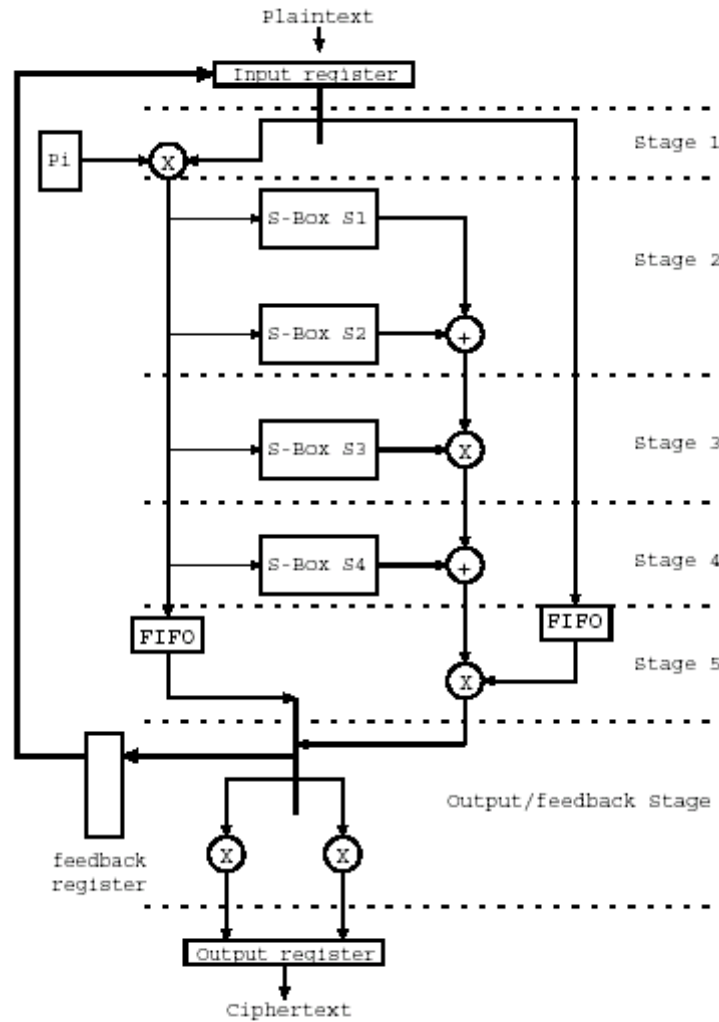 Plaintext
Input register
Stage 1
Pi
X
S-Box S1
Stage 2
S-Box S2
+
S-Box S3
X
Stage 3
S-Box S4
+
Stage 4
FIFO
FIFO
Stage 5
X
Output/feedback Stage
X
X
feedback
register
Output register
Ciphertext